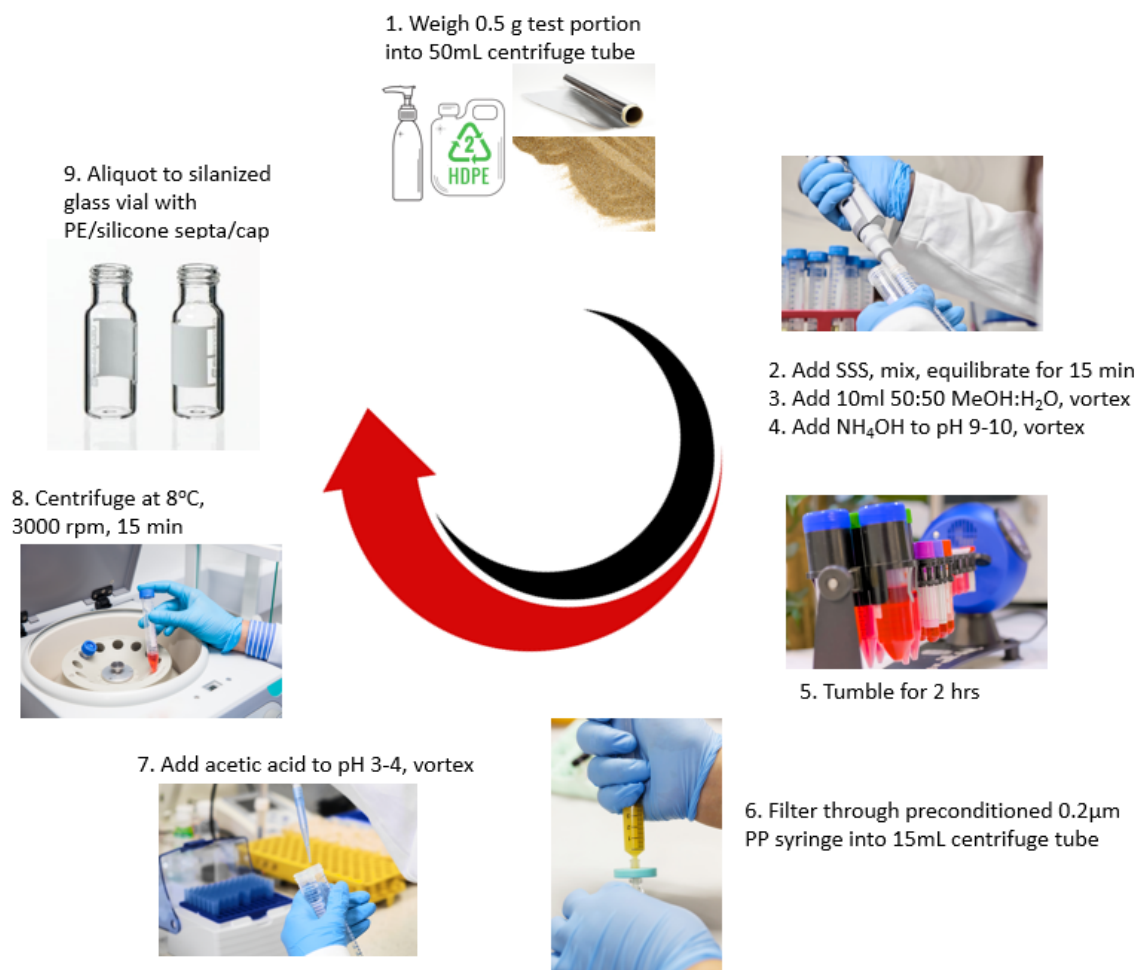 1. Weigh 0.5 g test portion
into 50mL centrifuge tube
2
HDPE
2. Add SSS, mix, equilibrate for 15 min
3. Add 10ml 50:50 MeOH:H₂O, vortex
4. Add NH₄OH to pH 9-10, vortex
5. Tumble for 2 hrs
6. Filter through preconditioned 0.2µm
PP syringe into 15mL centrifuge tube
7. Add acetic acid to pH 3-4, vortex
8. Centrifuge at 8°C,
3000 rpm, 15 min
9. Aliquot to silanized
glass vial with
PE/silicone septa/cap